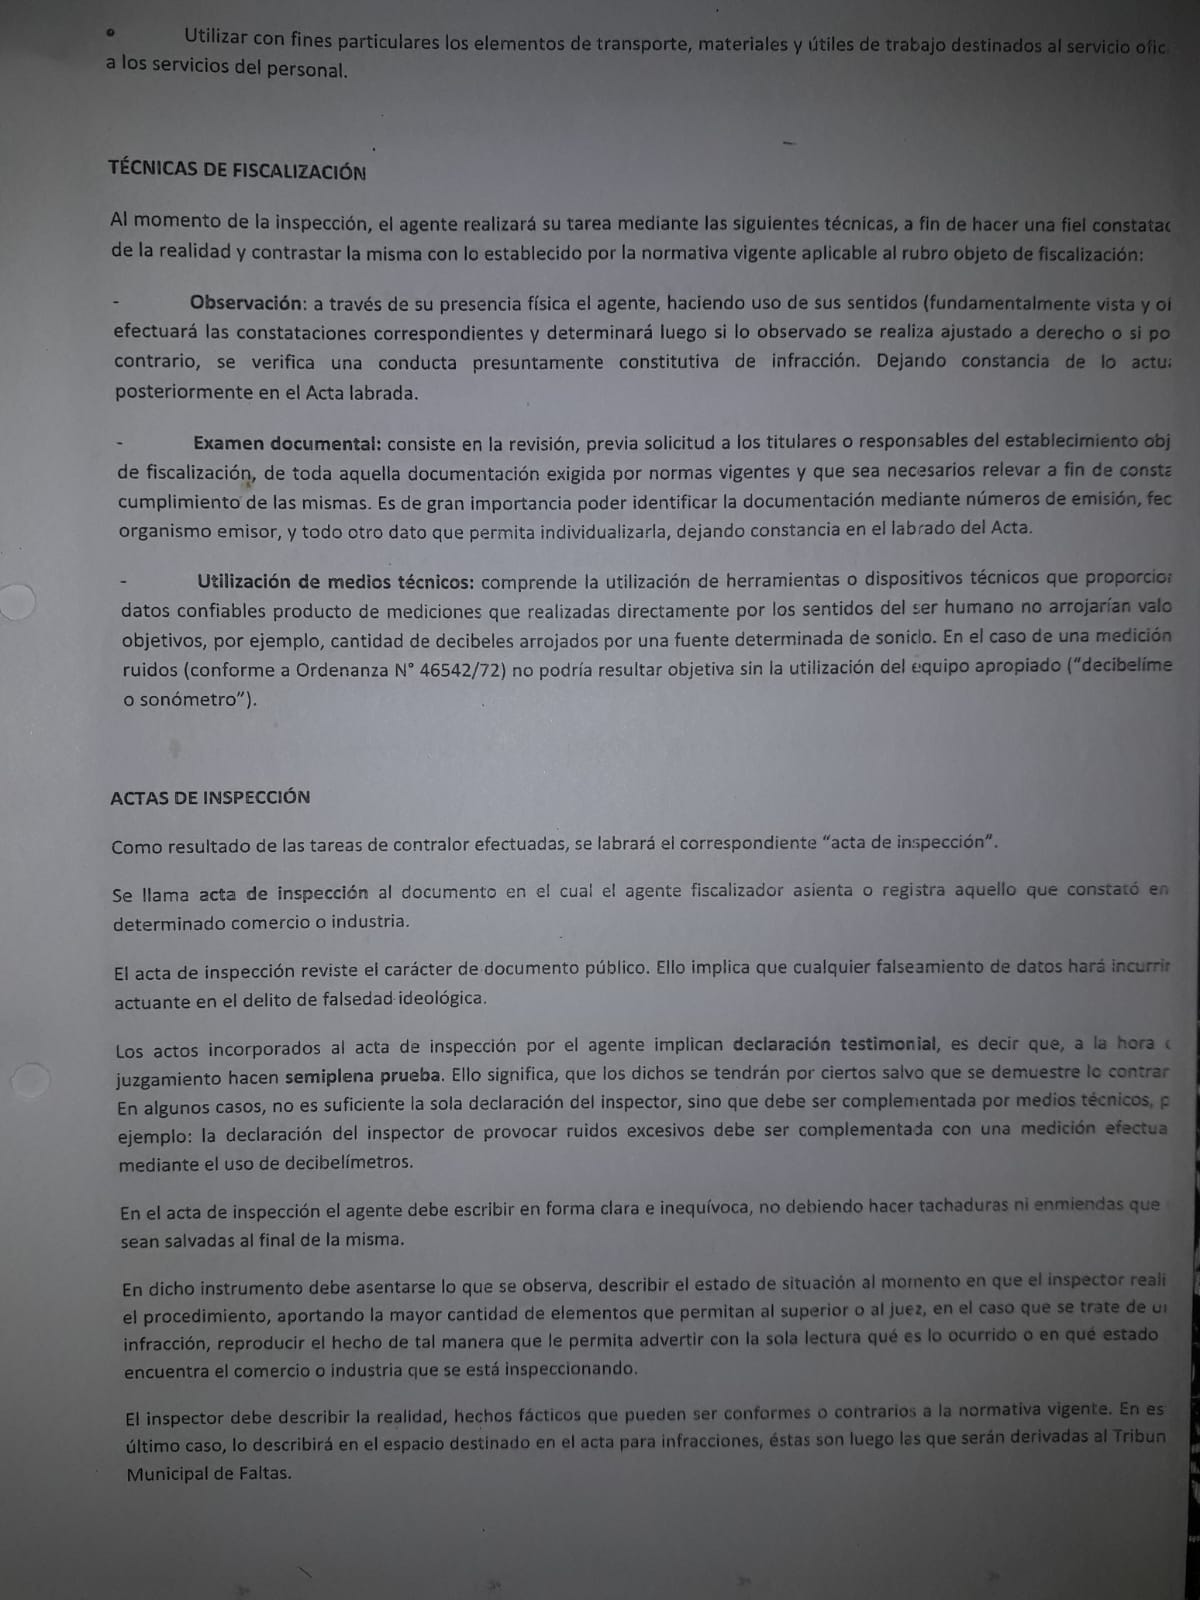 • Utilizar con fines particulares los elementos de transporte, materiales y útiles de trabajo destinados al servicio ofic
a los servicios del personal.
TÉCNICAS DE FISCALIZACIÓN
Al momento de la inspección, el agente realizará su tarea mediante las siguientes técnicas, a fin de hacer una fiel constatac
de la realidad y contrastar la misma con lo establecido por la normativa vigente aplicable al rubro objeto de fiscalización:
- Observación: a través de su presencia física el agente, haciendo uso de sus sentidos (fundamentalmente vista y
efectuará las constataciones correspondientes y determinará luego si lo observado se realiza ajustado a derecho o si po
contrario, se verifica una conducta presuntamente constitutiva de infracción. Dejando constancia de lo actu
posteriormente en el Acta labrada.
- Examen documental: consiste en la revisión, previa solicitud a los titulares o responsables del establecimiento obj
de fiscalización, de toda aquella documentación exigida por normas vigentes y que sea necesarios relevar a fin de consta
cumplimiento de las mismas. Es de gran importancia poder identificar la documentación mediante números de emisión, fec
organismo emisor, y todo otro dato que permita individualizarla, dejando constancia en el labrado del Acta.
- Utilización de medios técnicos: comprende la utilización de herramientas o dispositivos técnicos que proporcion
datos confiables producto de mediciones que realizadas directamente por los sentidos del ser humano no arrojarían valo
objetivos, por ejemplo, cantidad de decibeles arrojados por una fuente determinada de sonido. En el caso de una medición
ruidos (conforme a Ordenanza N° 46542/72) no podría resultar objetiva sin la utilización del equipo apropiado (“decibelíme
o sonómetro”).
ACTAS DE INSPECCIÓN
Como resultado de las tareas de contralor efectuadas, se labrará el correspondiente “acta de inspección”.
Se llama acta de inspección al documento en el cual el agente fiscalizador asienta o registra aquello que constató en
determinado comercio o industria.
El acta de inspección reviste el carácter de documento público. Ello implica que cualquier falseamiento de datos hará incurrir
actuante en el delito de falsedad ideológica.
Los actos incorporados al acta de inspección por el agente implican declaración testimonial, es decir que, a la hora
juzgamiento hacen semiplena prueba. Ello significa, que los dichos se tendrán por ciertos salvo que se demuestre lo contrar
En algunos casos, no es suficiente la sola declaración del inspector, sino que debe ser complementada por medios técnicos, p
ejemplo: la declaración del inspector de provocar ruidos excesivos debe ser complementada con una medición efectua
mediante el uso de decibelímetros.
En el acta de inspección el agente debe escribir en forma clara e inequívoca, no debiendo hacer tachaduras ni enmiendas que
sean salvadas al final de la misma.
En dicho instrumento debe asentarse lo que se observa, describir el estado de situación al momento en que el inspector reali
el procedimiento, aportando la mayor cantidad de elementos que permitan al superior o al juez, en el caso que se trate de
infracción, reproducir el hecho de tal manera que le permita advertir con la sola lectura qué es lo ocurrido o en qué estado
encuentra el comercio o industria que se está inspeccionando.
El inspector debe describir la realidad, hechos fácticos que pueden ser conformes o contrarios a la normativa vigente. En es
último caso, lo describirá en el espacio destinado en el acta para infracciones, éstas son luego las que serán derivadas al Tribun
Municipal de Faltas.